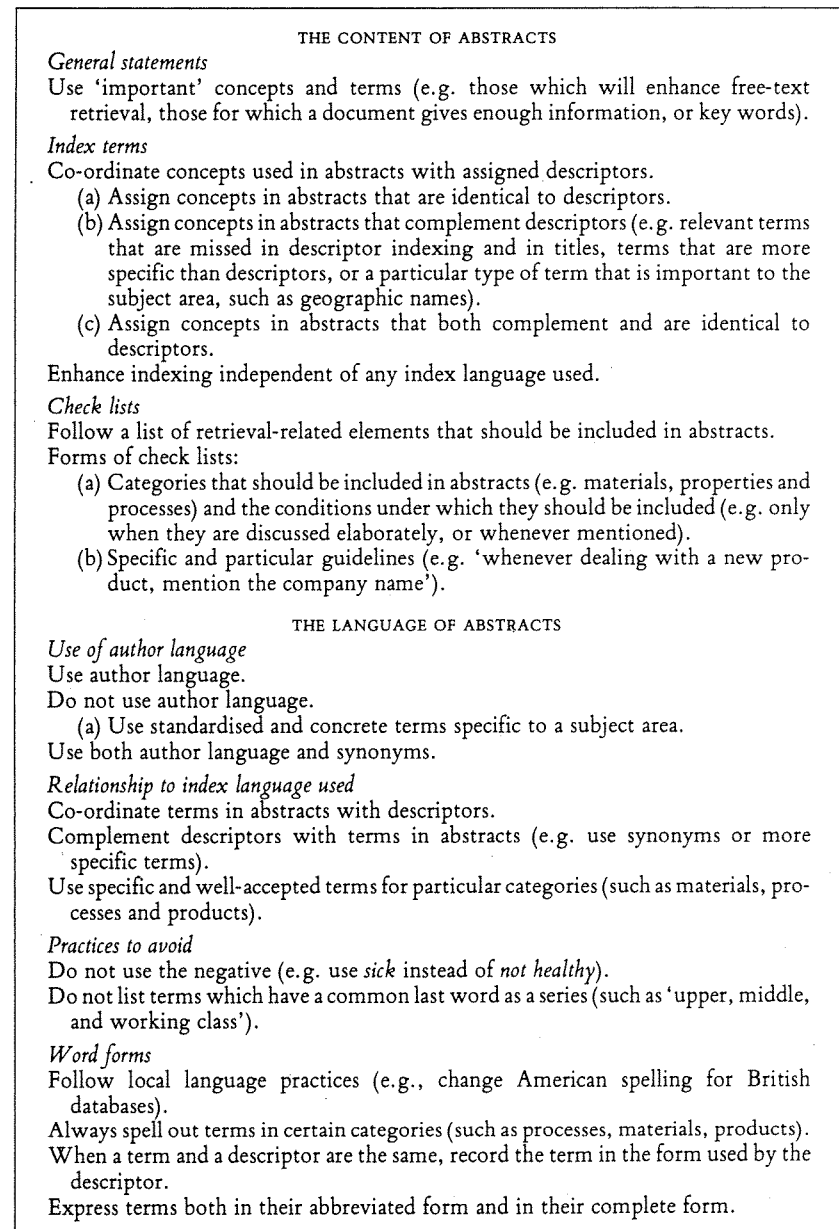 THE CONTENT OF ABSTRACTS
General statements
Use 'important' concepts and terms (e.g. those which will enhance free-text
retrieval, those for which a document gives enough information, or key words).
Index terms
Co-ordinate concepts used in abstracts with assigned descriptors.
(a) Assign concepts in abstracts that are identical to descriptors.
(b) Assign concepts in abstracts that complement descriptors (e.g. relevant terms
that are missed in descriptor indexing and in titles, terms that are more
specific than descriptors, or a particular type of term that is important to the
subject area, such as geographic names).
(c) Assign concepts in abstracts that both complement and are identical to
descriptors.
Enhance indexing independent of any index language used.
Check lists
Follow a list of retrieval-related elements that should be included in abstracts.
Forms of check lists:
(a) Categories that should be included in abstracts (e.g. materials, properties and
processes) and the conditions under which they should be included (e.g. only
when they are discussed elaborately, or whenever mentioned).
(b) Specific and particular guidelines (e.g. 'whenever dealing with a new pro-
duct, mention the company name').
THE LANGUAGE OF ABSTRACTS
Use of author language
Use author language.
Do not use author language.
(a) Use standardised and concrete terms specific to a subject area.
Use both author language and synonyms.
Relationship to index language used
Co-ordinate terms in abstracts with descriptors.
Complement descriptors with terms in abstracts (e.g. use synonyms or more
specific terms).
Use specific and well-accepted terms for particular categories (such as materials, pro-
cesses and products).
Practices to avoid
Do not use the negative (e.g. use sick instead of not healthy).
Do not list terms which have a common last word as a series (such as 'upper, middle,
and working class').
Word forms
Follow local language practices (e.g., change American spelling for British
databases).
Always spell out terms in certain categories (such as processes, materials, products).
When a term and a descriptor are the same, record the term in the form used by the
descriptor.
Express terms both in their abbreviated form and in their complete form.